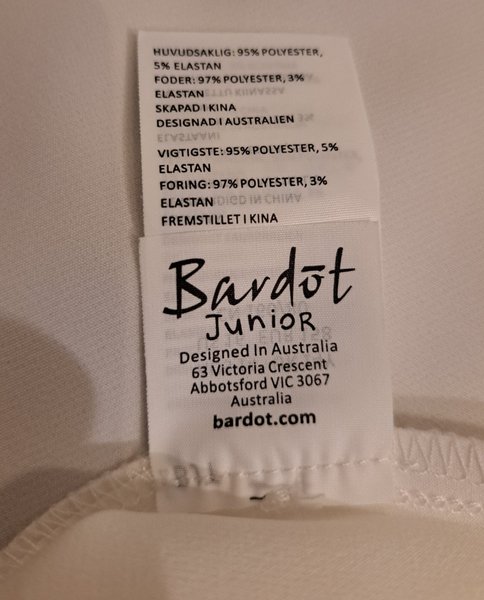 HUVUDSAKLIG: 95% POLYESTER,
5% ELASTAN
FODER: 97% POLYESTER, 3%
ELASTAN
SKAPAD I KINA
DESIGNAD I AUSTRALIEN
VIGTIGSTE: 95% POLYESTER, 5%
ELASTAN
FORING: 97% POLYESTER, 3%
ELASTAN
FREMSTILLET I KINA
Bardōt
JUNIOR
Designed In Australia
63 Victoria Crescent
Abbotsford VIC 3067
Australia
bardot.com